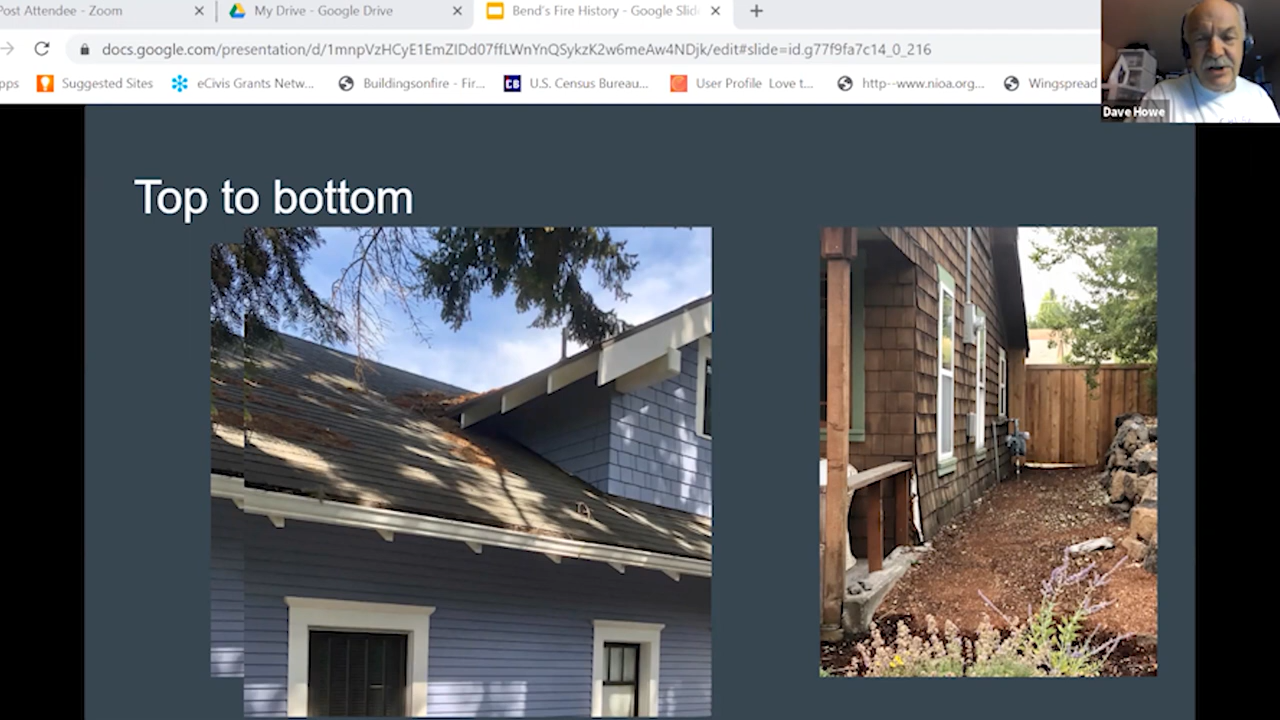 Post Attendee - Zoom
My Drive - Google Drive
Bend's Fire History - Google Slid
docs.google.com/presentation/d/1mnpVzHCyE1EmZIDd07ffLWnYnQSykzK2w6meAw4NDjk/edit#slide=id.g77f9fa7c14_0_216
pps
Suggested Sites
eCivis Grants Netw...
Buildingsonfire - Fir...
CB
U.S. Census Bureau...
User Profile Love t...
http--www.nioa.org...
Wingspread
Dave Howe
Top to bottom